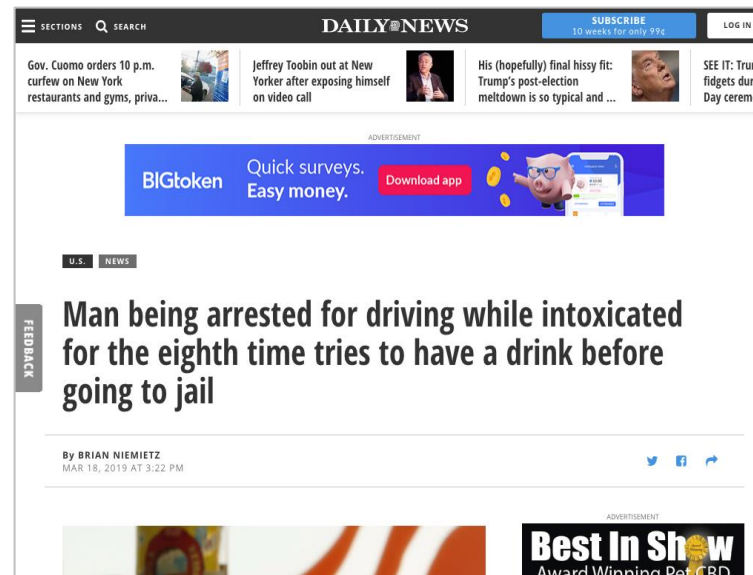 SECTIONS SEARCH DAILY NEWS SUBSCRIBE LOG IN
10 weeks for only 99¢
Gov. Cuomo orders 10 p.m.
curfew on New York
restaurants and gyms, priva...
Jeffrey Toobin out at New
Yorker after exposing himself
on video call
His (hopefully) final hissy fit:
Trump's post-election
meltdown is so typical and ...
SEE IT:
fidgets
Day
ADVERTISEMENT
BIGtoken
Quick surveys.
Easy money.
Download app
U.S. NEWS
FEEDBACK
Man being arrested for driving while intoxicated
for the eighth time tries to have a drink before
going to jail
By BRIAN NIEMIETZ
MAR 18, 2019 AT 3:22 PM
ADVERTISEMENT
Best In Show
Award Winning Pet CBD